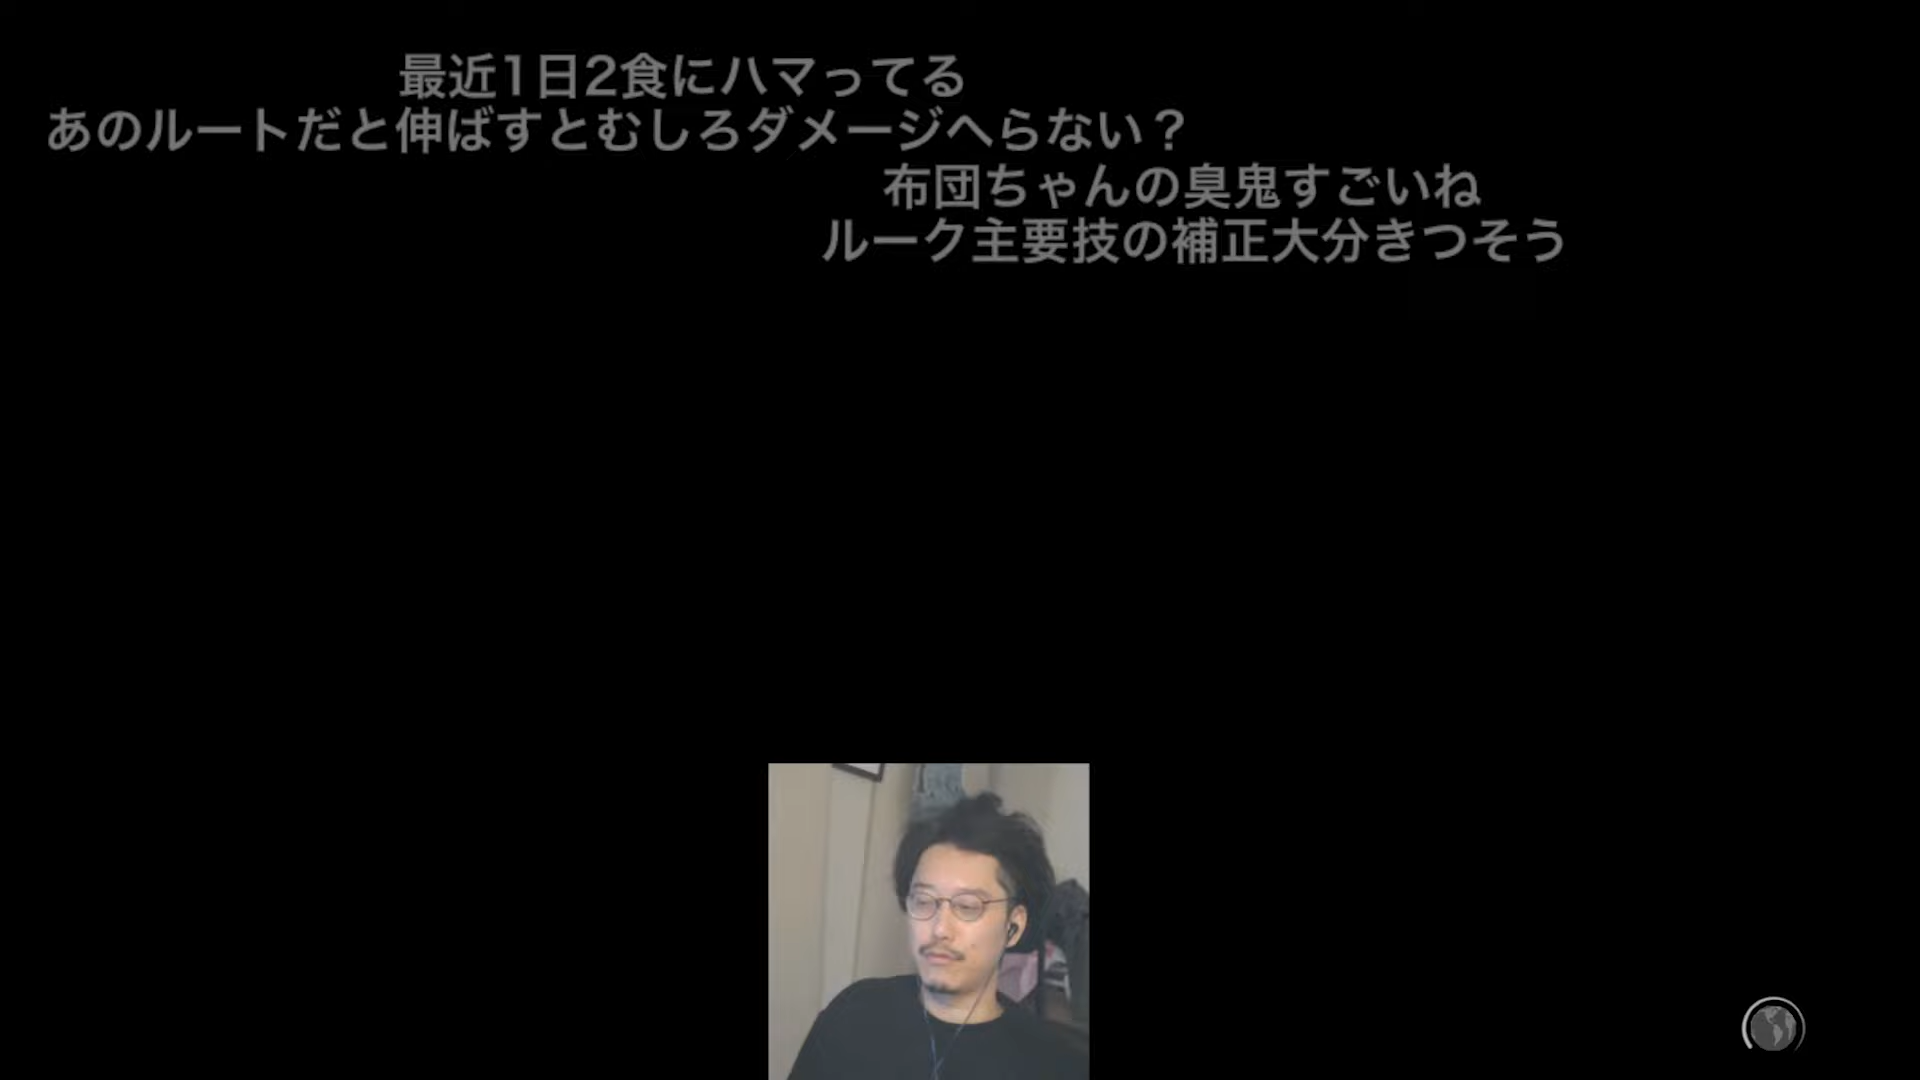 最近1日2食にハマってる
あのルートだと伸ばすとむしろダメージへらない？
布団ちゃんの臭鬼すごいね
ルーク主要技の補正大分きつそう